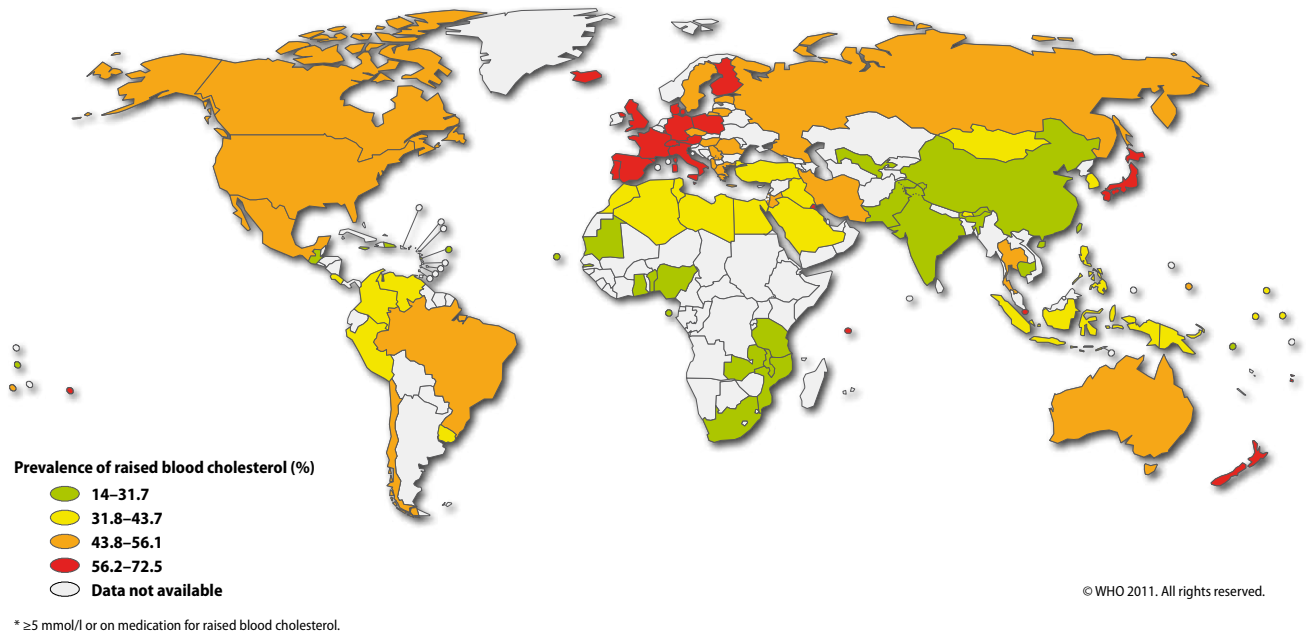 Prevalence of raised blood cholesterol (%)
14–31.7
31.8–43.7
43.8–56.1
56.2–72.5
Data not available
© WHO 2011. All rights reserved.
* ≥5 mmol/l or on medication for raised blood cholesterol.